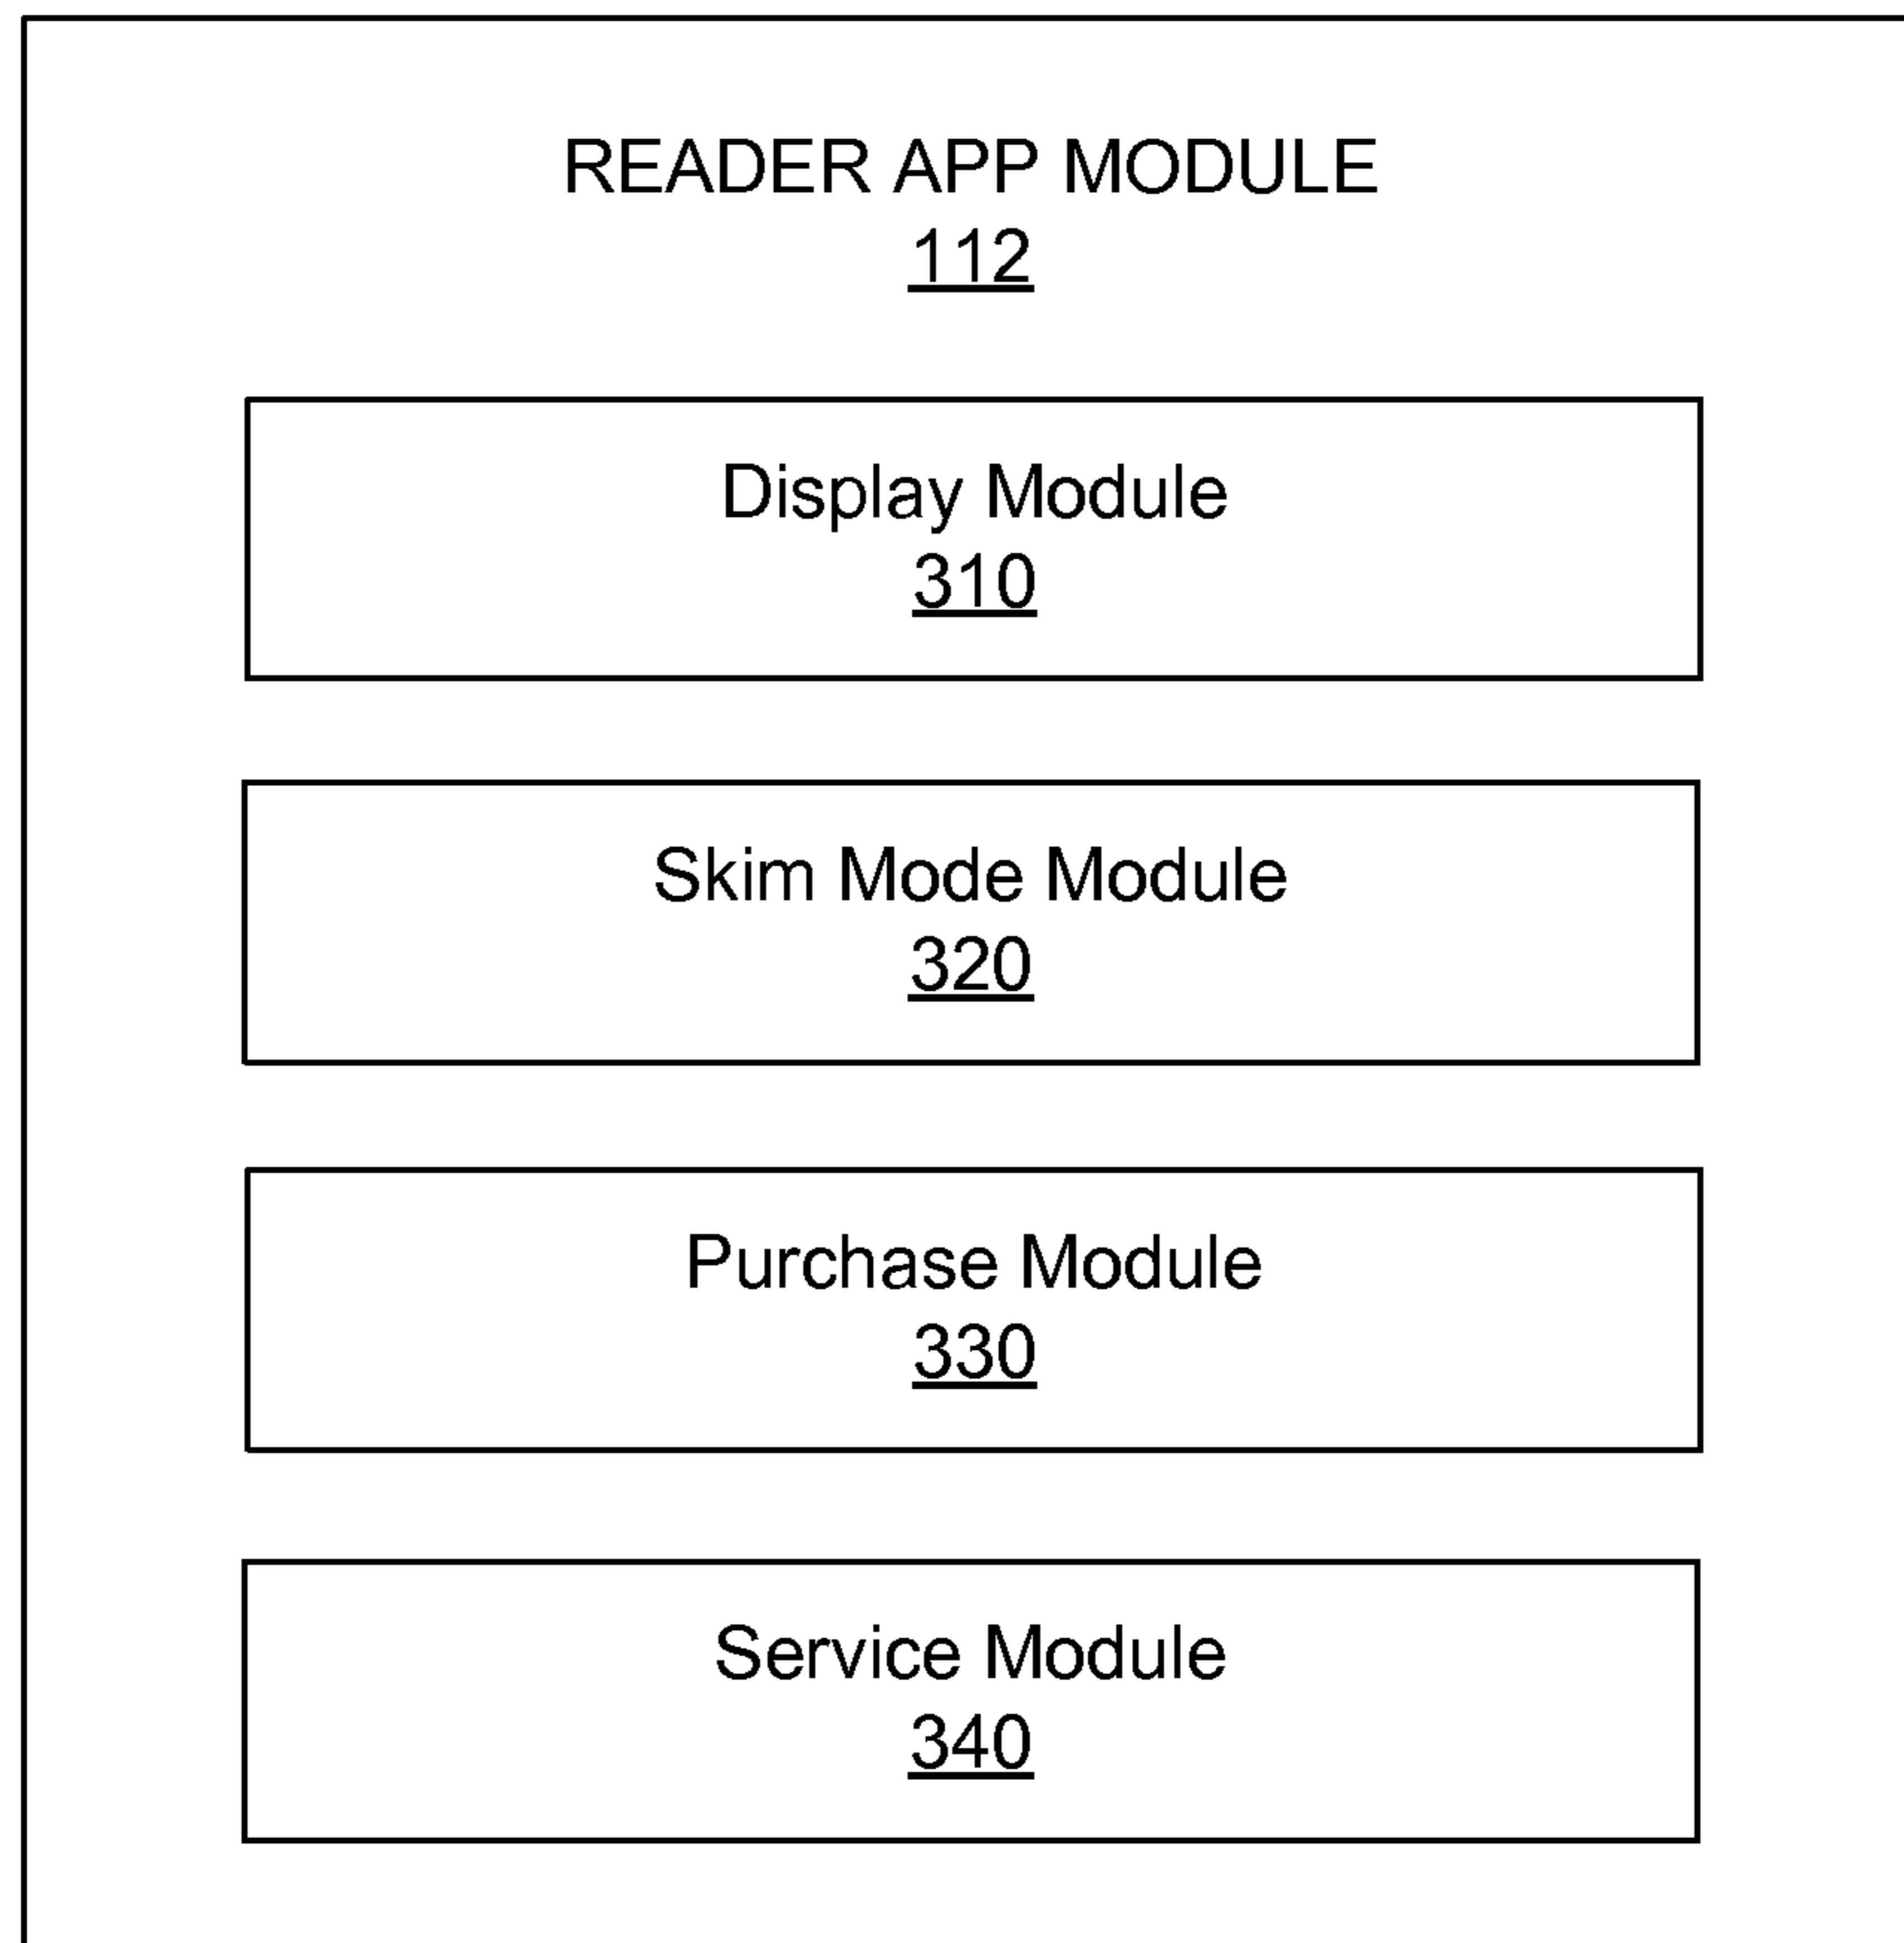 READER APP MODULE
112
Display Module
310
Skim Mode Module
320
Purchase Module
330
Service Module
340